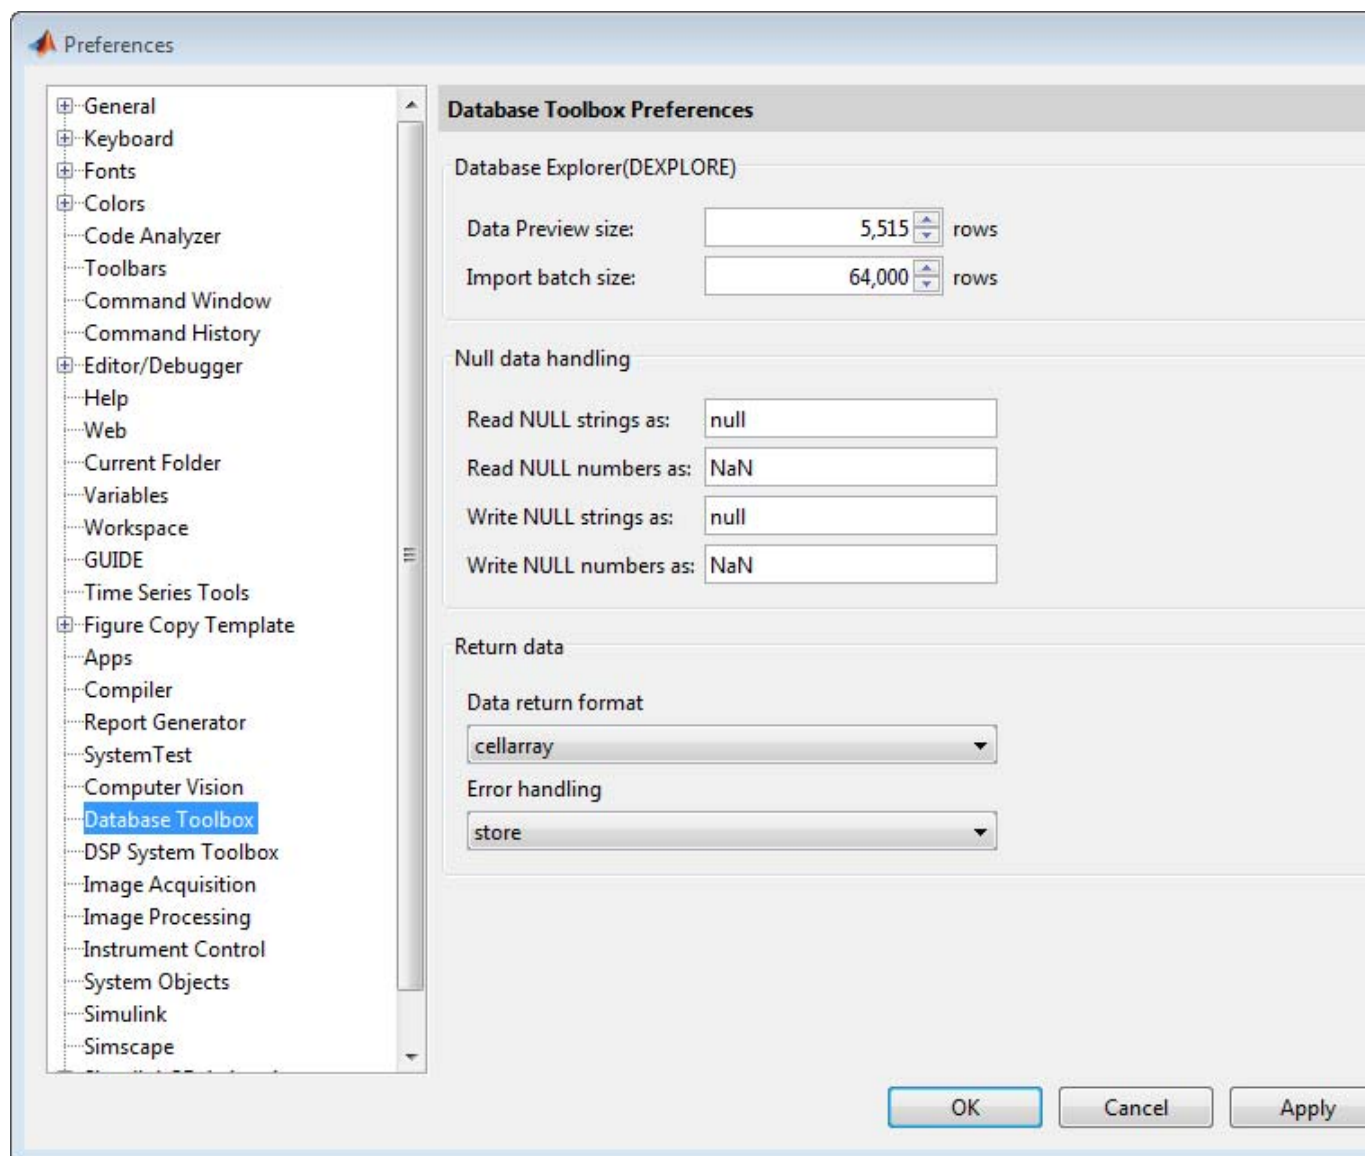 Preferences
General
Keyboard
Fonts
Colors
Code Analyzer
Toolbars
Command Window
Command History
Editor/Debugger
Help
Web
Current Folder
Variables
Workspace
GUIDE
Time Series Tools
Figure Copy Template
Apps
Compiler
Report Generator
SystemTest
Computer Vision
Database Toolbox
DSP System Toolbox
Image Acquisition
Image Processing
Instrument Control
System Objects
Simulink
Simscape
Database Toolbox Preferences
Database Explorer(DEXPLORE)
Data Preview size: 5,515 rows
Import batch size: 64,000 rows
Null data handling
Read NULL strings as: null
Read NULL numbers as: NaN
Write NULL strings as: null
Write NULL numbers as: NaN
Return data
Data return format
cellarray
Error handling
store
OK Cancel Apply